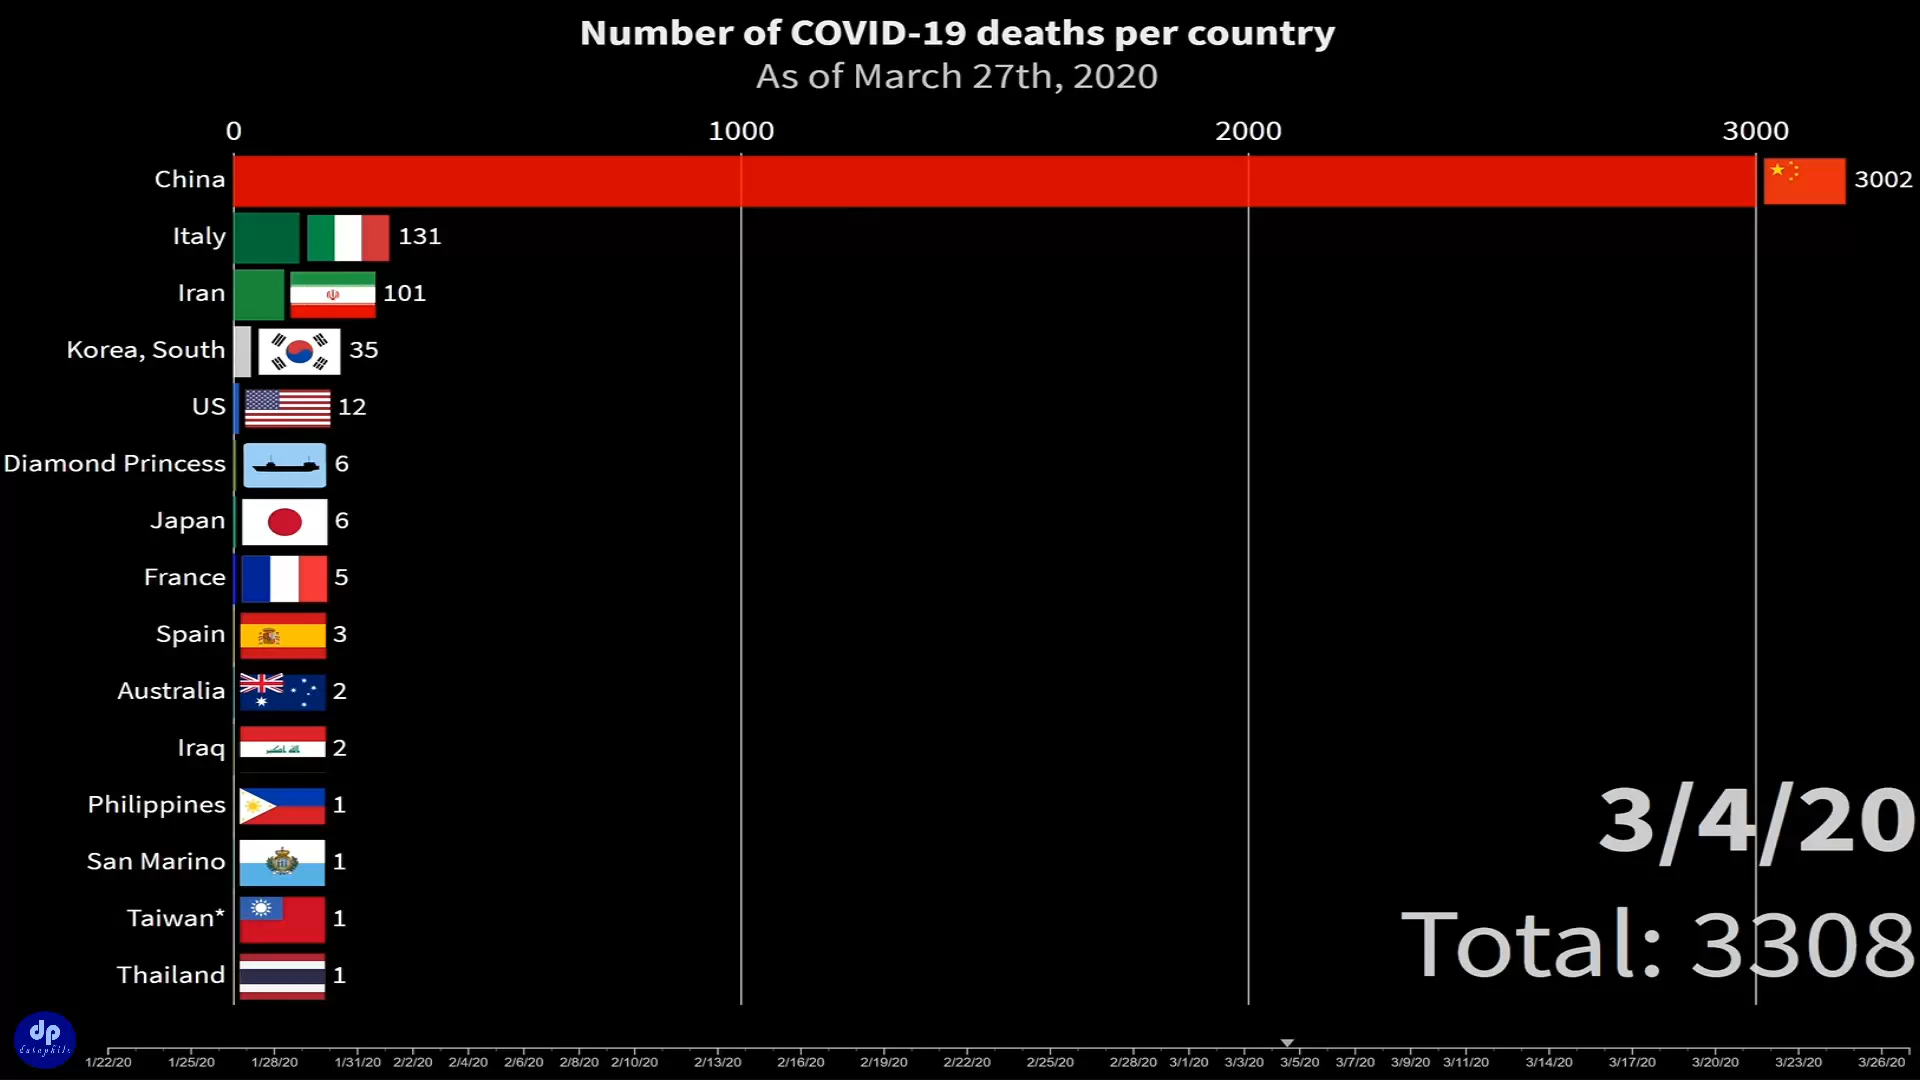 Number of COVID-19 deaths per country
As of March 27th, 2020
0 1000 2000 3000
China 3002
Italy 131
Iran 101
Korea, South 35
US 12
Diamond Princess 6
Japan 6
France 5
Spain 3
Australia 2
Iraq 2
Philippines 1
San Marino 1
Taiwan* 1
Thailand 1
3/4/20
Total: 3308
dp
1/22/20 1/25/20 1/28/20 1/31/20 2/2/20 2/4/20 2/6/20 2/8/20 2/10/20 2/13/20 2/16/20 2/19/20 2/22/20 2/25/20 2/28/20 3/1/20 3/3/20 3/5/20 3/7/20 3/9/20 3/11/20 3/14/20 3/17/20 3/20/20 3/23/20 3/26/20